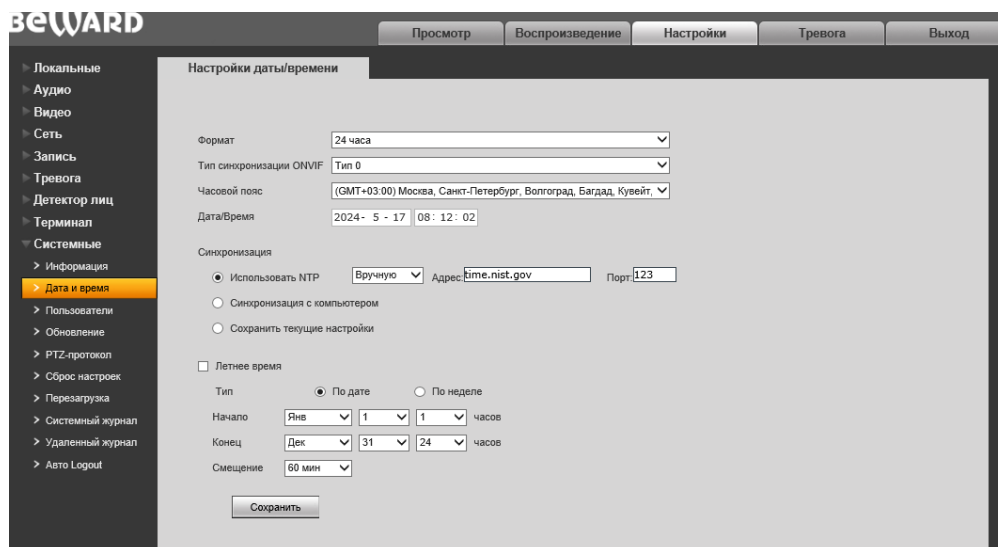 BEWARD
Просмотр Воспроизведение Настройки Тревога Выход
Локальные
Аудио
Видео
Сеть
Запись
Тревога
Детектор лиц
Терминал
Системные
Информация
Дата и время
Пользователи
Обновление
PTZ-протокол
Сброс настроек
Перезагрузка
Системный журнал
Удаленный журнал
Авто Logout
Настройки даты/времени
Формат 24 часа
Тип синхронизации ONVIF Тип 0
Часовой пояс (GMT+03:00) Москва, Санкт-Петербург, Волгоград, Багдад, Кувейт,
Дата/Время 2024- 5 - 17 08: 12: 02
Синхронизация
Использовать NTP Вручную Адрес: time.nist.gov Порт: 123
Синхронизация с компьютером
Сохранить текущие настройки
Летнее время
Тип По дате По неделе
Начало Янв 1 1 часов
Конец Дек 31 24 часов
Смещение 60 мин
Сохранить